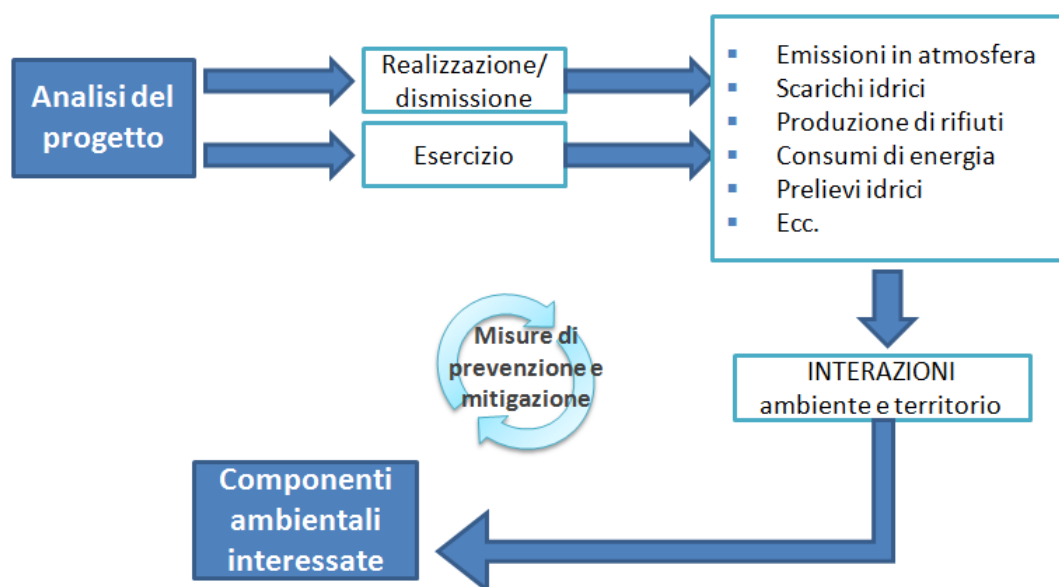 Analisi del
progetto
Realizzazione/
dismissione
Esercizio
▪ Emissioni in atmosfera
▪ Scarichi idrici
▪ Produzione di rifiuti
▪ Consumi di energia
▪ Prelievi idrici
▪ Ecc.
INTERAZIONI
ambiente e territorio
Misure di
prevenzione e
mitigazione
Componenti
ambientali
interessate